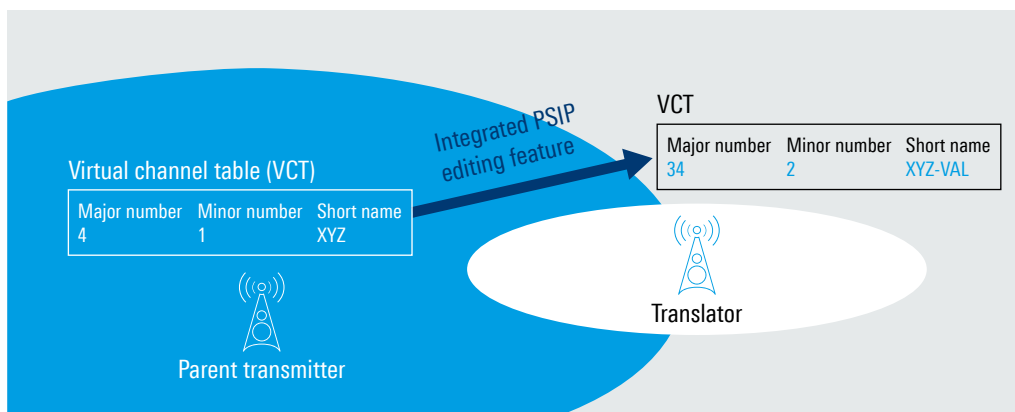 Virtual channel table (VCT)
Major number Minor number Short name
4 1 XYZ
Parent transmitter
Integrated PSIP
editing feature
VCT
Major number Minor number Short name
34 2 XYZ-VAL
Translator